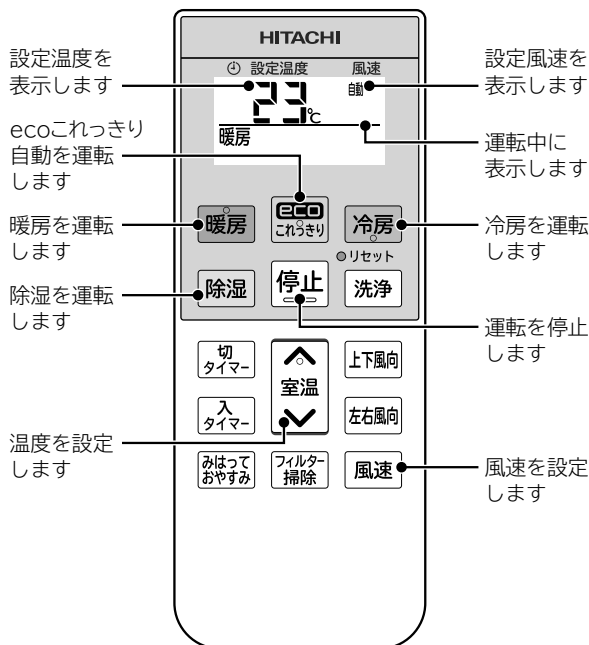 HITACHI
設定温度を
表示します
設定温度 風速
設定風速を
表示します
自動
23℃
暖房
運転中に
表示します
ecoこれっきり
自動を運転
します
暖房を運転
します
暖房
eco
これっきり
冷房
冷房を運転
します
リセット
除湿を運転
します
除湿
停止
洗浄
運転を停止
します
切
タイマー
室温
上下風向
入
タイマー
左右風向
温度を設定
します
みはって
おやすみ
フィルター
掃除
風速
風速を設定
します